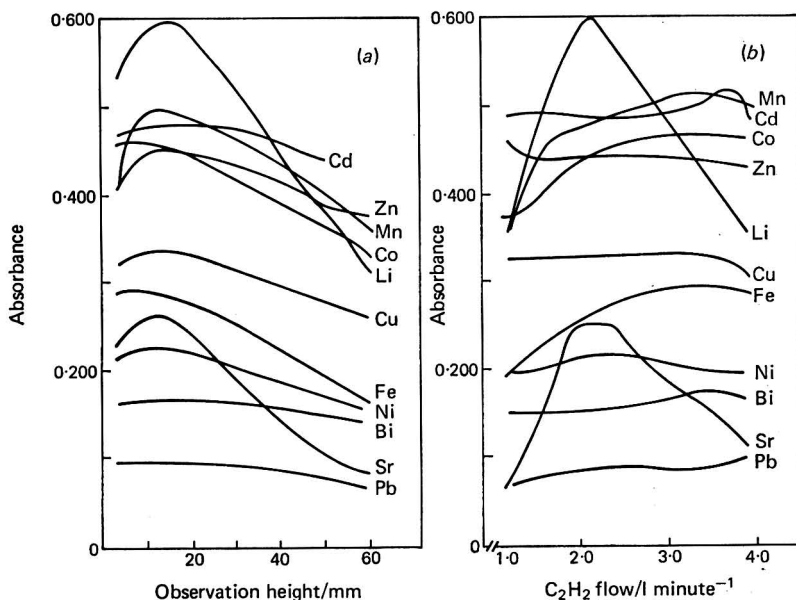 0·600
0·400
0·200
0
Absorbance
(a)
Cd
Zn
Mn
Co
Li
Cu
Fe
Ni
Bi
Sr
Pb
20
40
60
Observation height/mm
0·600
0·400
0·200
0
Absorbance
(b)
Mn
Cd
Co
Zn
Li
Cu
Fe
Ni
Bi
Sr
Pb
1·0
2·0
3·0
4·0
C₂H₂ flow/l minute⁻¹